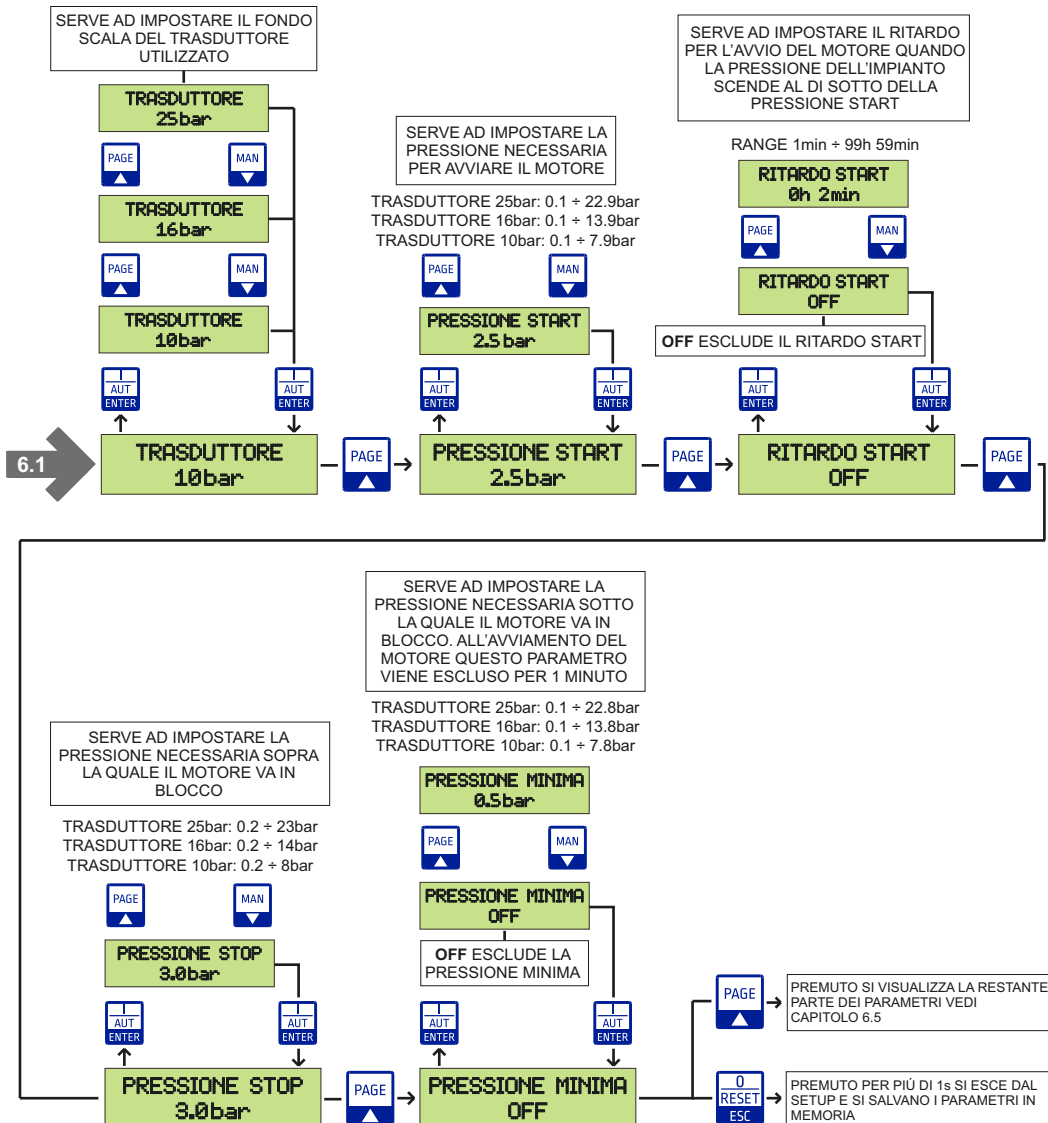 SERVE AD IMPOSTARE IL FONDO
SCALA DEL TRASDUTTORE
UTILIZZATO
TRASDUTTORE
25bar
PAGE
MAN
TRASDUTTORE
16bar
PAGE
MAN
TRASDUTTORE
10bar
AUT
ENTER
AUT
ENTER
6.1
TRASDUTTORE
10bar
PAGE
SERVE AD IMPOSTARE LA
PRESSIONE NECESSARIA
PER AVVIARE IL MOTORE
TRASDUTTORE 25bar: 0.1 ÷ 22.9bar
TRASDUTTORE 16bar: 0.1 ÷ 13.9bar
TRASDUTTORE 10bar: 0.1 ÷ 7.9bar
PAGE
MAN
PRESSIONE START
2.5bar
AUT
ENTER
AUT
ENTER
PRESSIONE START
2.5bar
PAGE
SERVE AD IMPOSTARE IL RITARDO
PER L'AVVIO DEL MOTORE QUANDO
LA PRESSIONE DELL'IMPIANTO
SCENDE AL DI SOTTO DELLA
PRESSIONE START
RANGE 1min ÷ 99h 59min
RITARDO START
0h 2min
PAGE
MAN
RITARDO START
OFF
OFF ESCLUDE IL RITARDO START
AUT
ENTER
AUT
ENTER
RITARDO START
OFF
PAGE
SERVE AD IMPOSTARE LA
PRESSIONE NECESSARIA SOPRA
LA QUALE IL MOTORE VA IN
BLOCCO
TRASDUTTORE 25bar: 0.2 ÷ 23bar
TRASDUTTORE 16bar: 0.2 ÷ 14bar
TRASDUTTORE 10bar: 0.2 ÷ 8bar
PAGE
MAN
PRESSIONE STOP
3.0bar
AUT
ENTER
AUT
ENTER
PRESSIONE STOP
3.0bar
PAGE
SERVE AD IMPOSTARE LA
PRESSIONE NECESSARIA SOTTO
LA QUALE IL MOTORE VA IN
BLOCCO. ALL'AVVIAMENTO DEL
MOTORE QUESTO PARAMETRO
VIENE ESCLUSO PER 1 MINUTO
TRASDUTTORE 25bar: 0.1 ÷ 22.8bar
TRASDUTTORE 16bar: 0.1 ÷ 13.8bar
TRASDUTTORE 10bar: 0.1 ÷ 7.8bar
PRESSIONE MINIMA
0.5bar
PAGE
MAN
PRESSIONE MINIMA
OFF
OFF ESCLUDE LA
PRESSIONE MINIMA
AUT
ENTER
AUT
ENTER
PRESSIONE MINIMA
OFF
PAGE
PREMUTO SI VISUALIZZA LA RESTANTE
PARTE DEI PARAMETRI VEDI
CAPITOLO 6.5
0
RESET
ESC
PREMUTO PER PIÚ DI 1s SI ESCE DAL
SETUP E SI SALVANO I PARAMETRI IN
MEMORIA